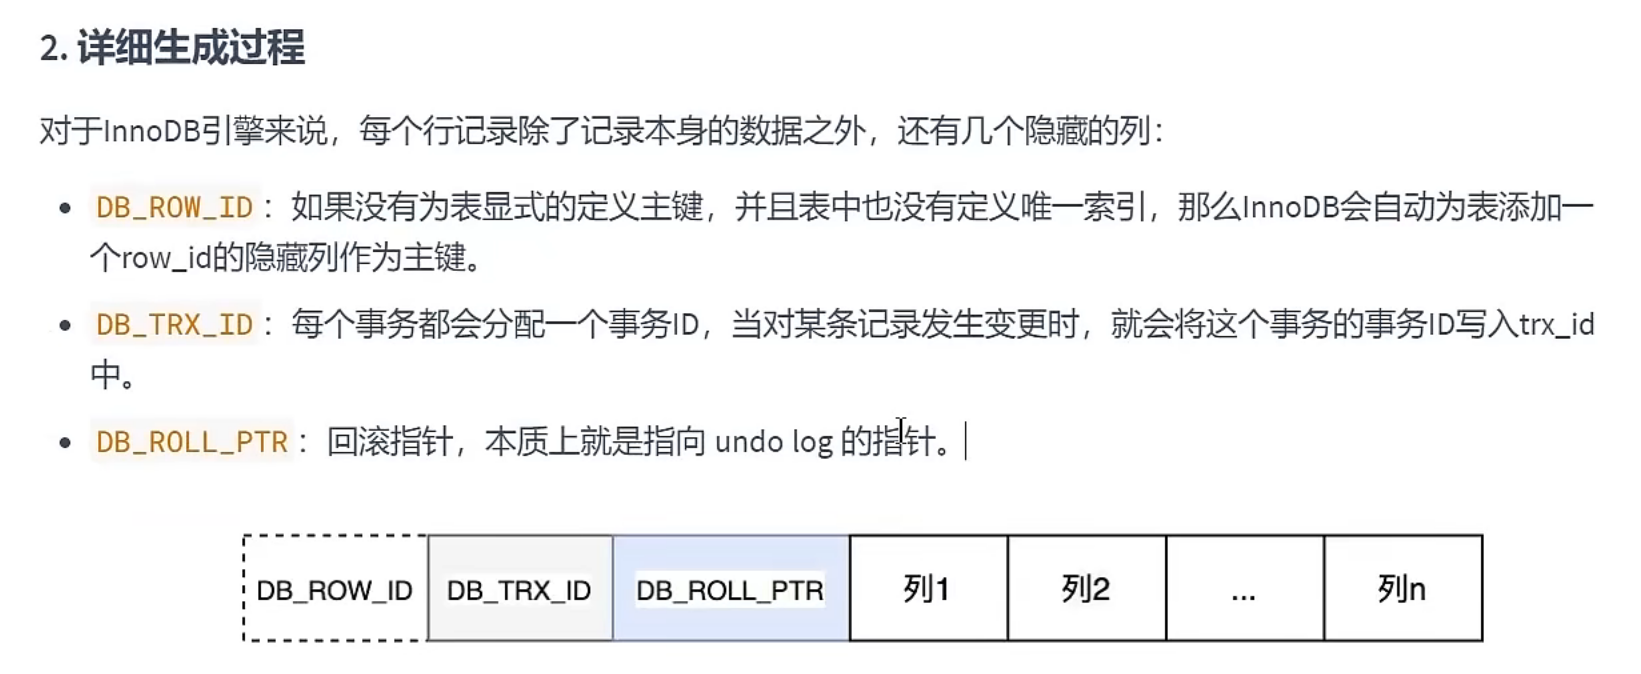 2. 详细生成过程
对于InnoDB引擎来说，每个行记录除了记录本身的数据之外，还有几个隐藏的列：
• DB_ROW_ID：如果没有为表显式的定义主键，并且表中也没有定义唯一索引，那么InnoDB会自动为表添加一
个row_id的隐藏列作为主键。
• DB_TRX_ID：每个事务都会分配一个事务ID，当对某条记录发生变更时，就会将这个事务的事务ID写入trx_id
中。
• DB_ROLL_PTR：回滚指针，本质上就是指向 undo log 的指针。
DB_ROW_ID DB_TRX_ID DB_ROLL_PTR 列1 列2 ... 列n